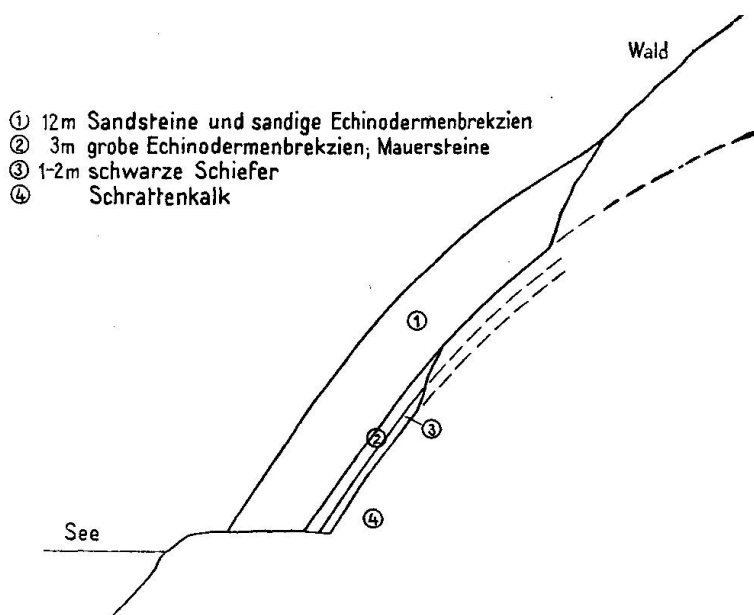 Wald
① 12m Sandsteine und sandige Echinodermenbrekzien
② 3m grobe Echinodermenbrekzien; Mauersteine
③ 1-2m schwarze Schiefer
④ Schrattenkalk
①
②
③
④
See